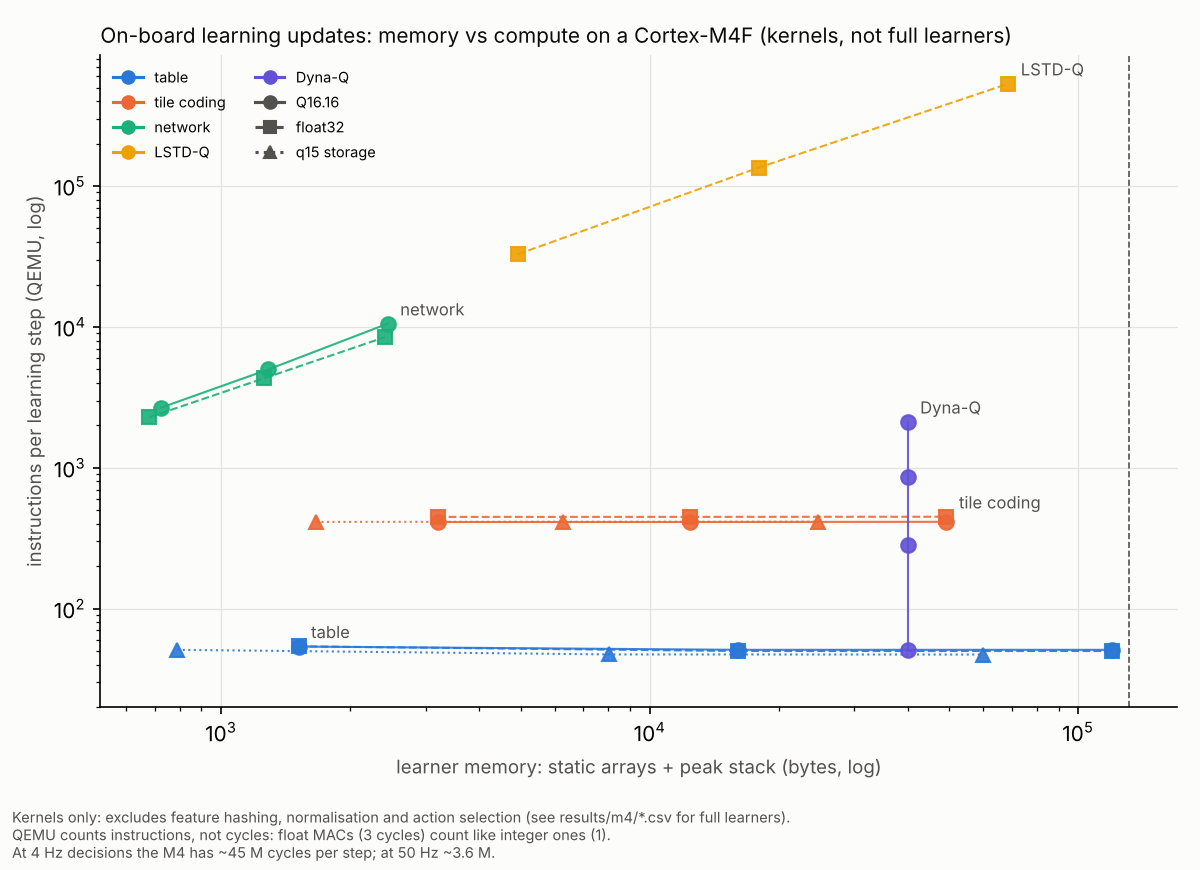 On-board learning updates: memory vs compute on a Cortex-M4F (kernels, not full learners)
table
tile coding
network
LSTD-Q
Dyna-Q
Q16.16
float32
q15 storage
LSTD-Q
network
Dyna-Q
tile coding
table
instructions per learning step (QEMU, log)
10⁵
10⁴
10³
10²
10³
10⁴
10⁵
learner memory: static arrays + peak stack (bytes, log)
Kernels only: excludes feature hashing, normalisation and action selection (see results/m4/*.csv for full learners).
QEMU counts instructions, not cycles: float MACs (3 cycles) count like integer ones (1).
At 4 Hz decisions the M4 has ~45 M cycles per step; at 50 Hz ~3.6 M.